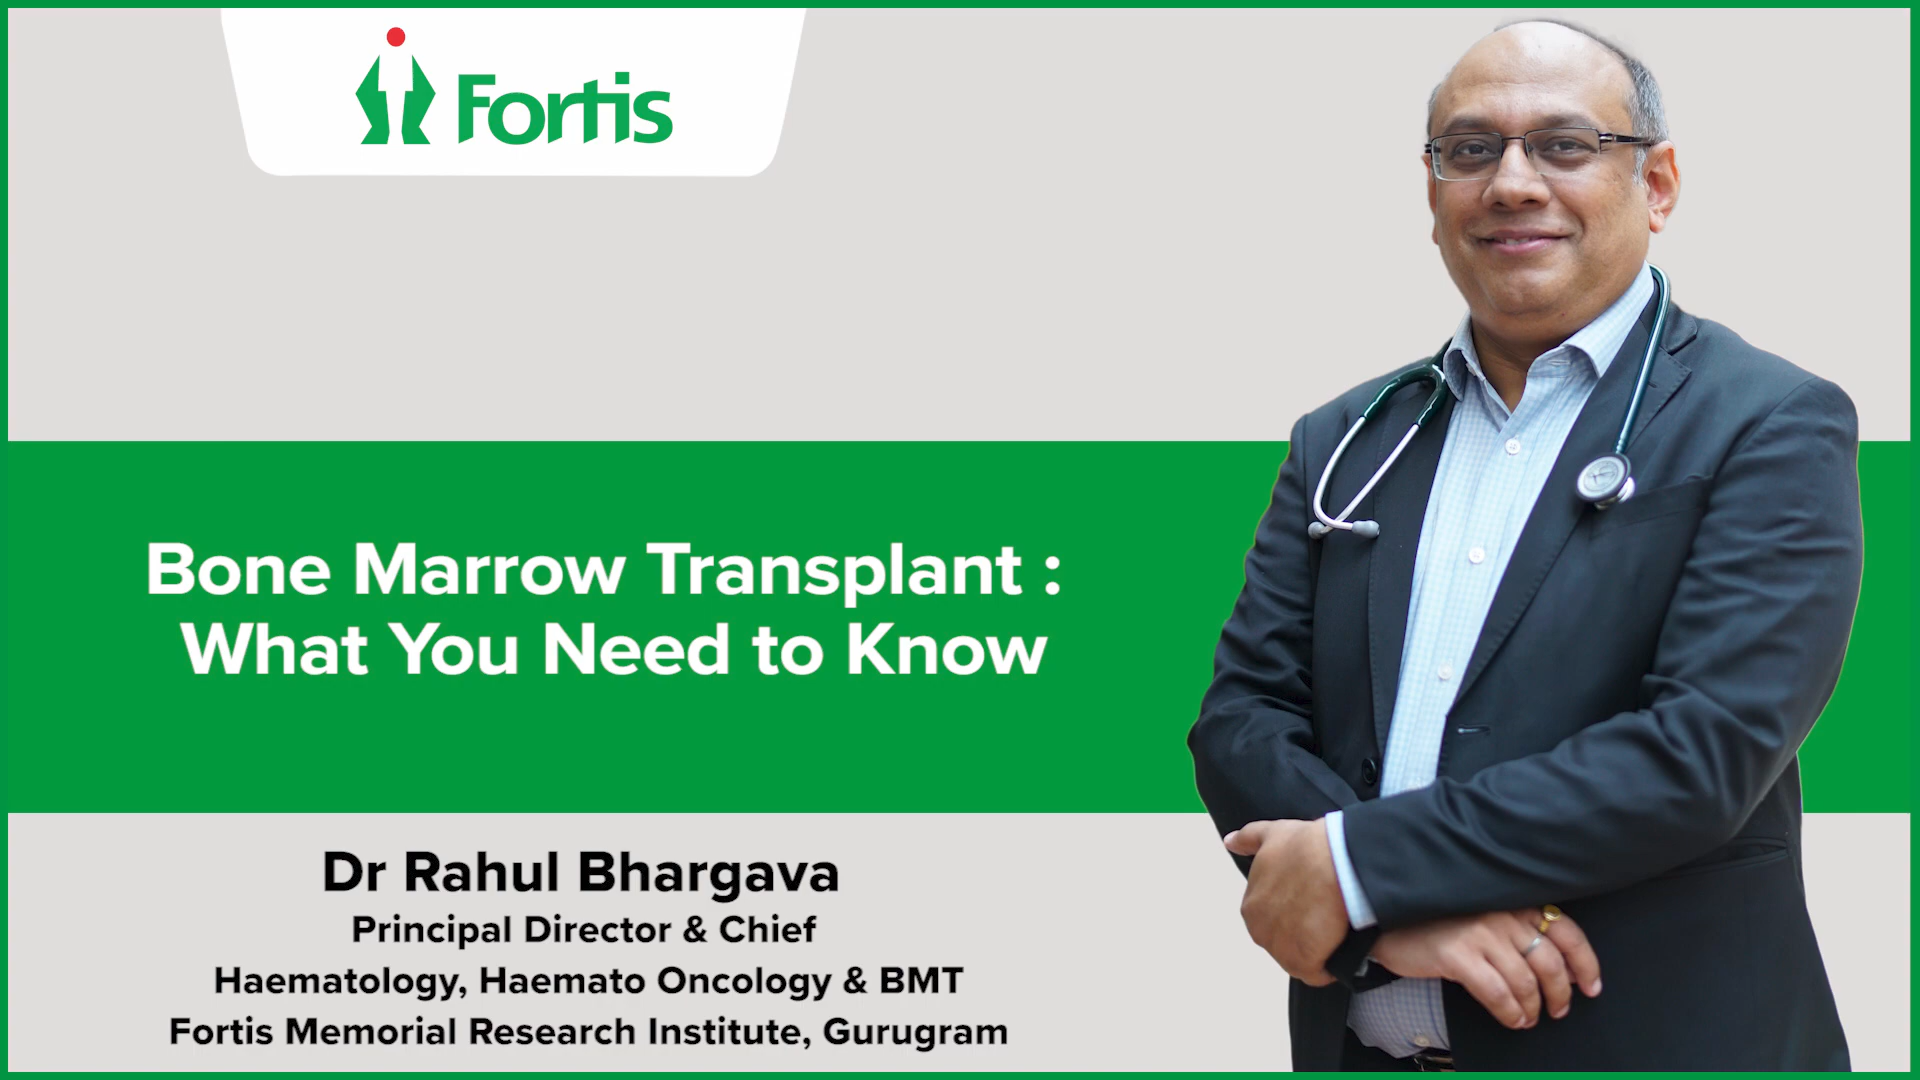 Fortis
Bone Marrow Transplant :
What You Need to Know
Dr Rahul Bhargava
Principal Director & Chief
Haematology, Haemato Oncology & BMT
Fortis Memorial Research Institute, Gurugram